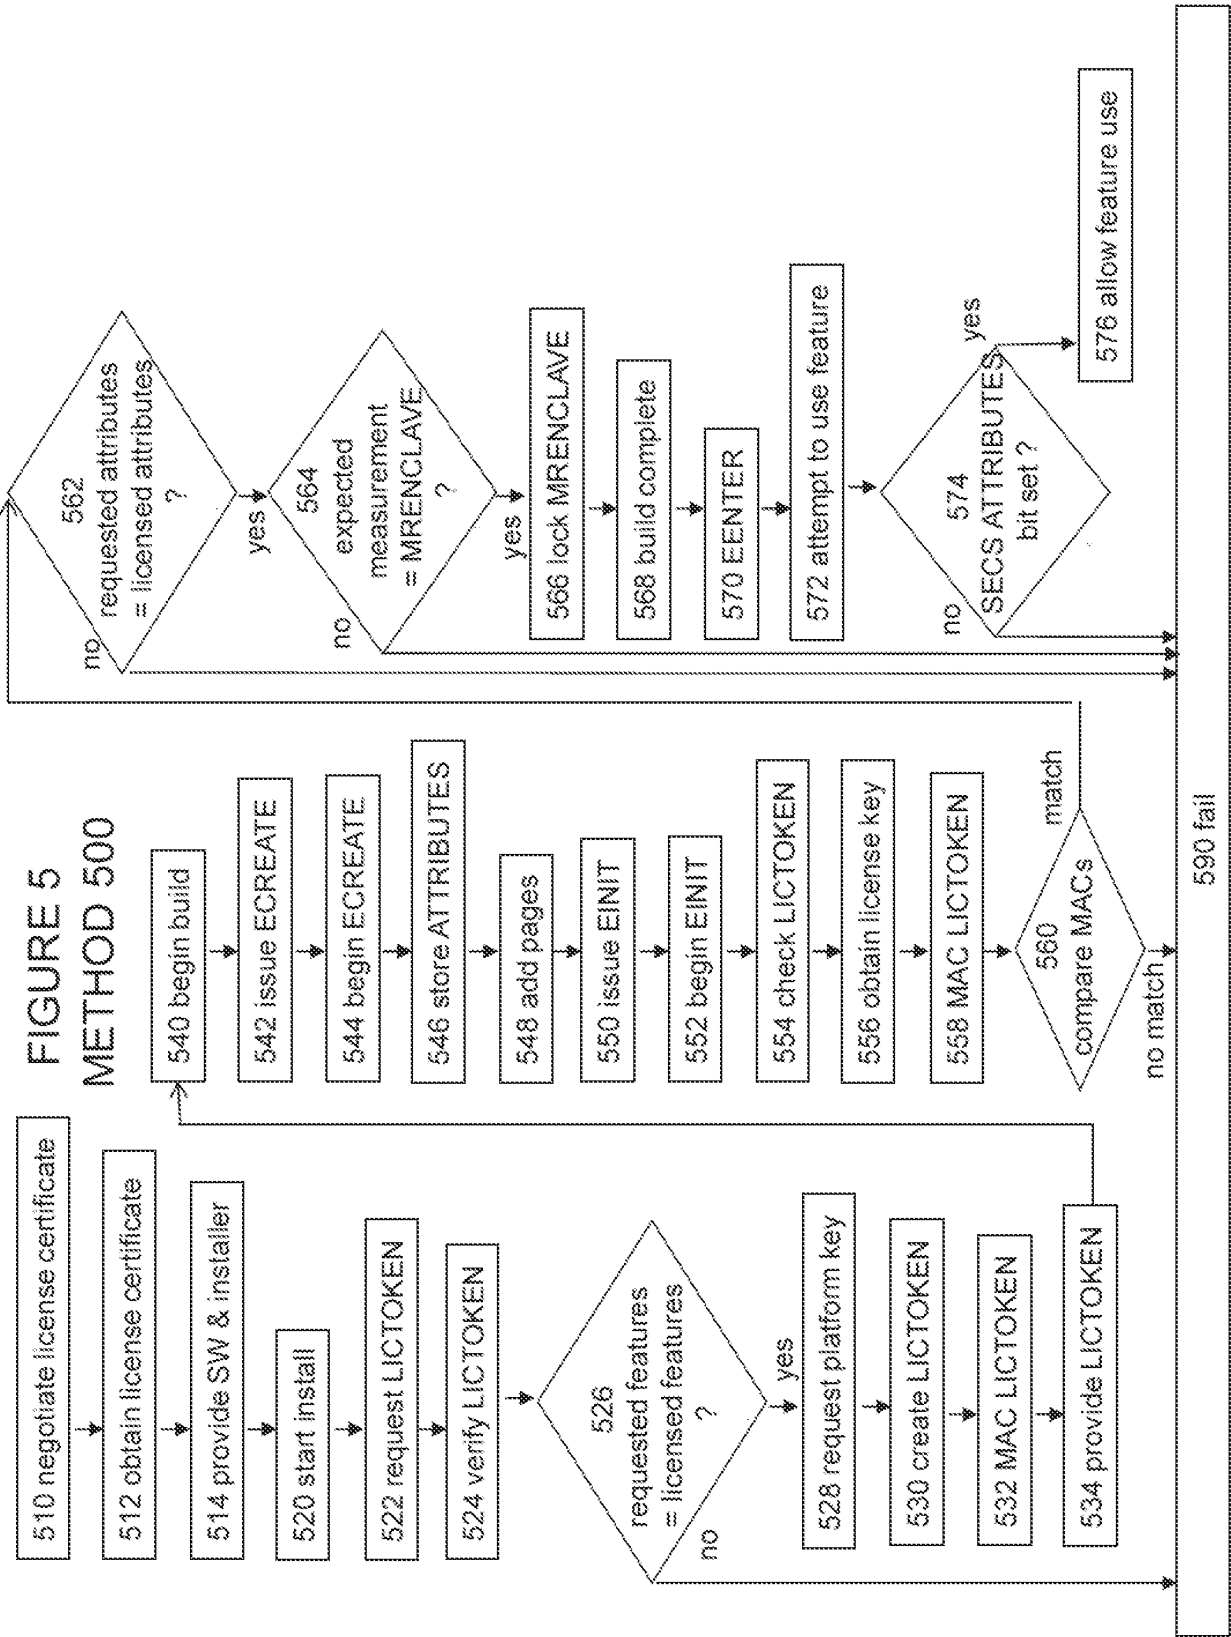 FIGURE 5
METHOD 500
510 negotiate license certificate
512 obtain license certificate
514 provide SW & installer
520 start install
522 request LICTOKEN
524 verify LICTOKEN
526
requested features
= licensed features
?
no
yes
528 request platform key
530 create LICTOKEN
532 MAC LICTOKEN
534 provide LICTOKEN
540 begin build
542 issue ECREATE
544 begin ECREATE
546 store ATTRIBUTES
548 add pages
550 issue EINIT
552 begin EINIT
554 check LICTOKEN
556 obtain license key
558 MAC LICTOKEN
560
compare MACs
match
no match
562
requested attributes
= licensed attributes
?
no
yes
564
expected
measurement
= MRENCLAVE
?
no
yes
566 lock MRENCLAVE
568 build complete
570 EENTER
572 attempt to use feature
574
SECS ATTRIBUTES
bit set ?
no
yes
576 allow feature use
590 fail